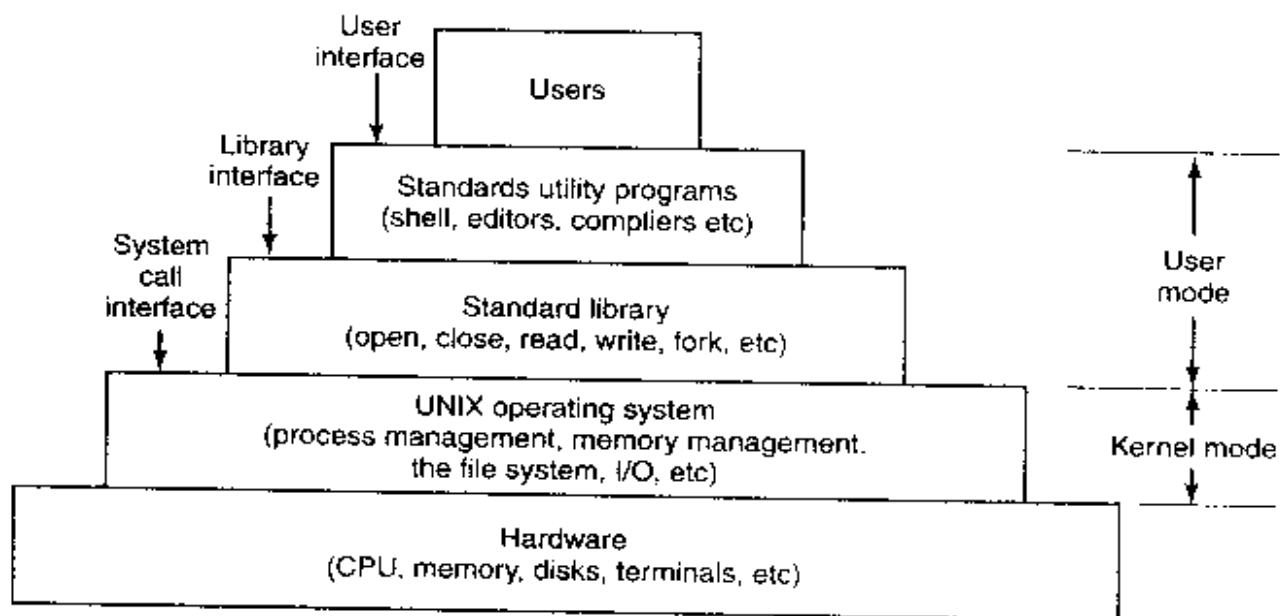 User
interface
Users
Library
interface
Standards utility programs
(shell, editors, compliers etc)
System
call
interface
User
mode
Standard library
(open, close, read, write, fork, etc)
UNIX operating system
(process management, memory management.
the file system, I/O, etc)
Kernel mode
Hardware
(CPU, memory, disks, terminals, etc)